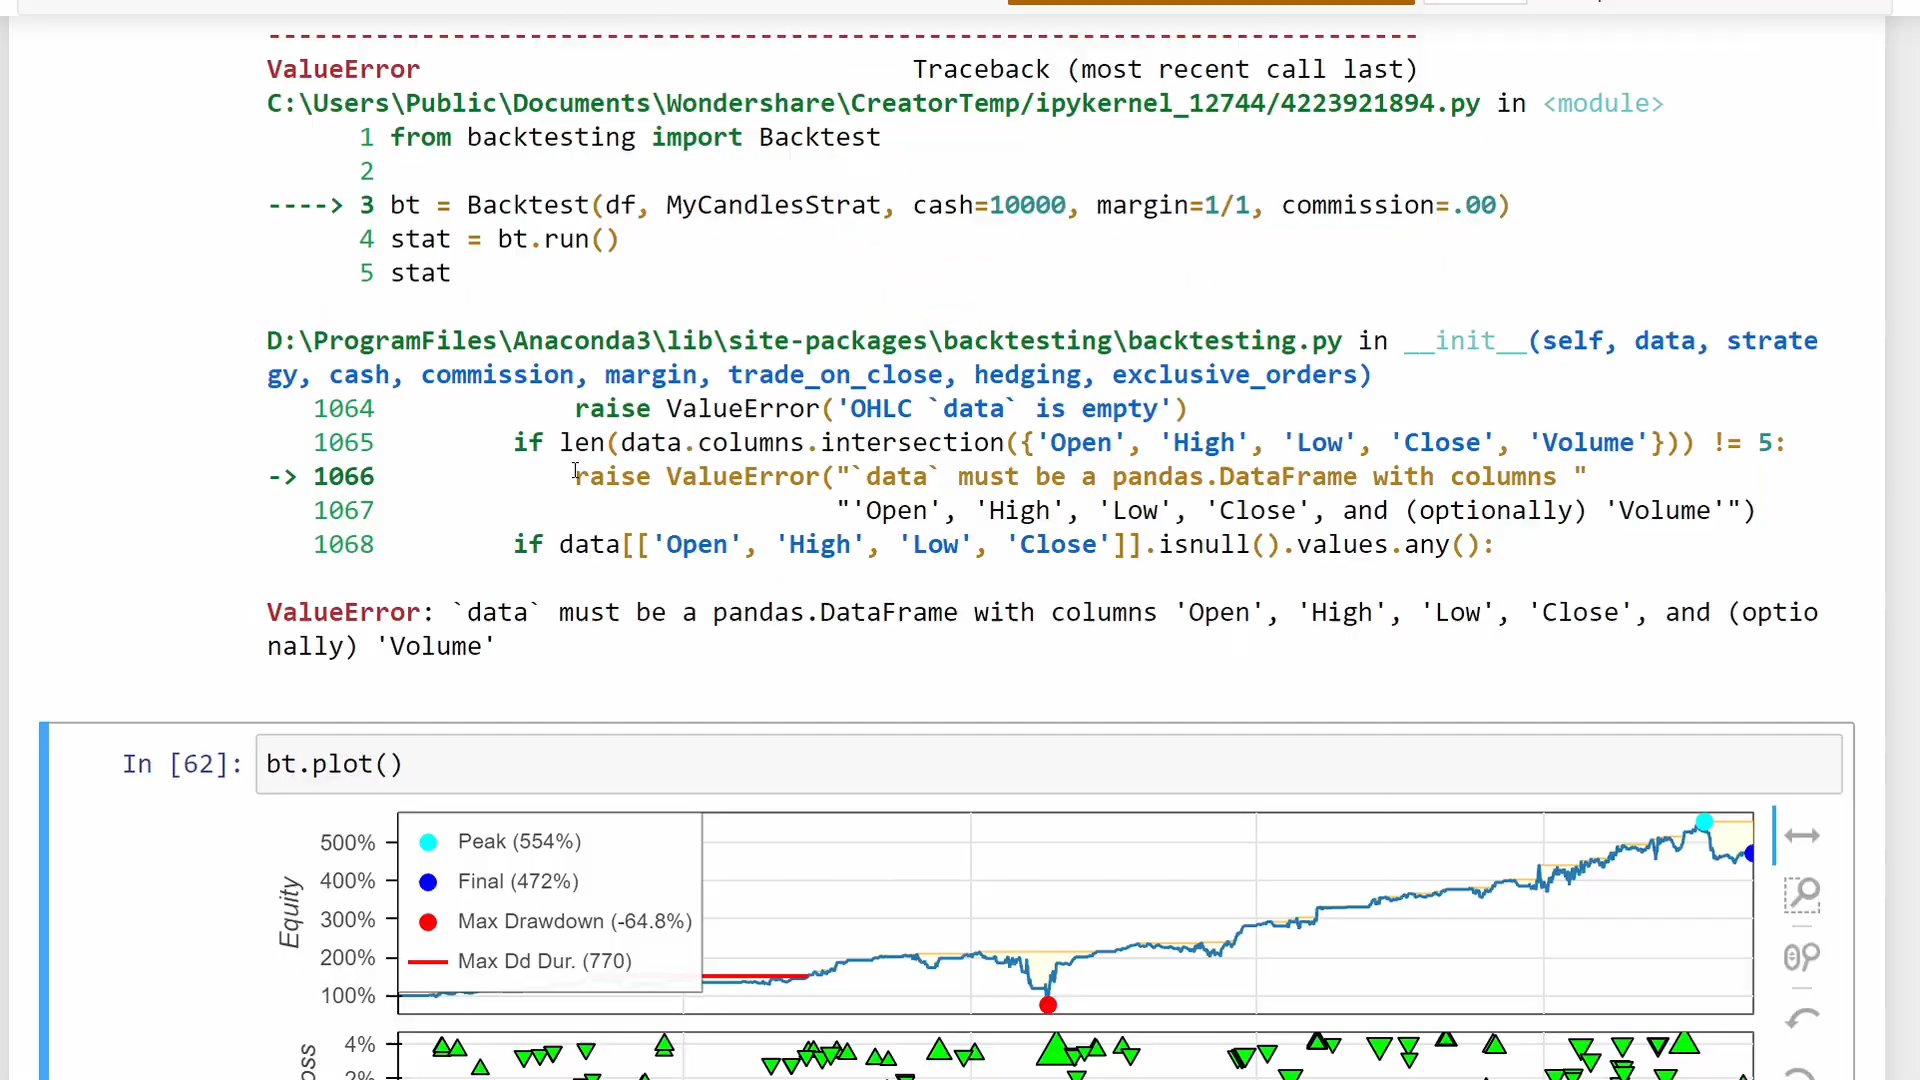 --------------------------------------------------------------------------- 
ValueError                                Traceback (most recent call last)
C:\Users\Public\Documents\Wondershare\CreatorTemp/ipykernel_12744/4223921894.py in <module>
      1 from backtesting import Backtest
      2
----> 3 bt = Backtest(df, MyCandlesStrat, cash=10000, margin=1/1, commission=.00)
      4 stat = bt.run()
      5 stat
D:\ProgramFiles\Anaconda3\lib\site-packages\backtesting\backtesting.py in __init__(self, data, strate
gy, cash, commission, margin, trade_on_close, hedging, exclusive_orders)
   1064             raise ValueError('OHLC `data` is empty')
   1065         if len(data.columns.intersection({'Open', 'High', 'Low', 'Close', 'Volume'})) != 5:
-> 1066             raise ValueError("`data` must be a pandas.DataFrame with columns "
   1067                              "'Open', 'High', 'Low', 'Close', and (optionally) 'Volume'")
   1068         if data[['Open', 'High', 'Low', 'Close']].isnull().values.any():
ValueError: `data` must be a pandas.DataFrame with columns 'Open', 'High', 'Low', 'Close', and (optio
nally) 'Volume'
In [62]: bt.plot()
Equity
500%
400%
300%
200%
100%
Peak (554%)
Final (472%)
Max Drawdown (-64.8%)
Max Dd Dur. (770)
4%